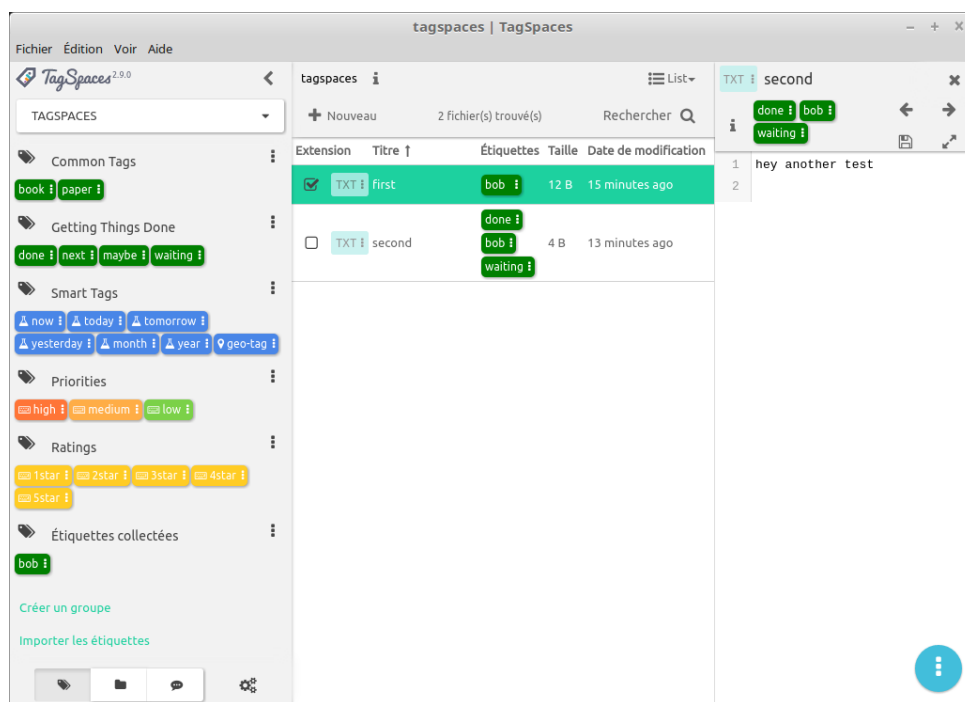 tagspaces | TagSpaces
Fichier Édition Voir Aide
TagSpaces 2.9.0
TAGSPACES
Common Tags
book paper
Getting Things Done
done next maybe waiting
Smart Tags
now today tomorrow
yesterday month year geo-tag
Priorities
high medium low
Ratings
1star 2star 3star 4star
5star
Étiquettes collectées
bob
Créer un groupe
Importer les étiquettes
tagspaces List
Nouveau 2 fichier(s) trouvé(s) Rechercher
Extension Titre ↑ Étiquettes Taille Date de modification
TXT first bob 12 B 15 minutes ago
done
TXT second bob 4 B 13 minutes ago
waiting
TXT second
done bob
waiting
1 hey another test
2